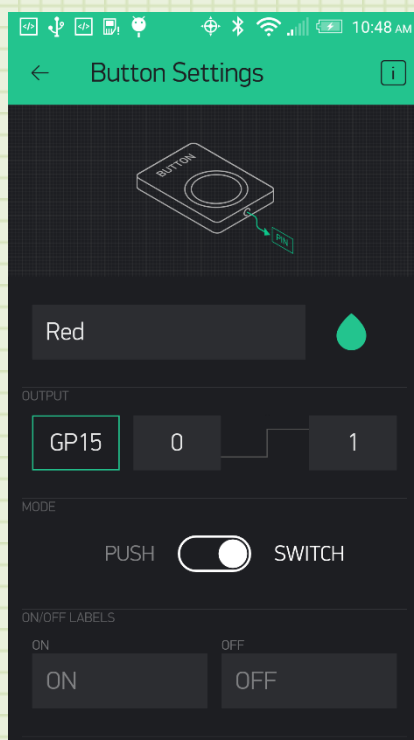 10:48 AM
Button Settings
i
BUTTON
PIN
Red
OUTPUT
GP15 0 1
MODE
PUSH SWITCH
ON/OFF LABELS
ON OFF
ON OFF